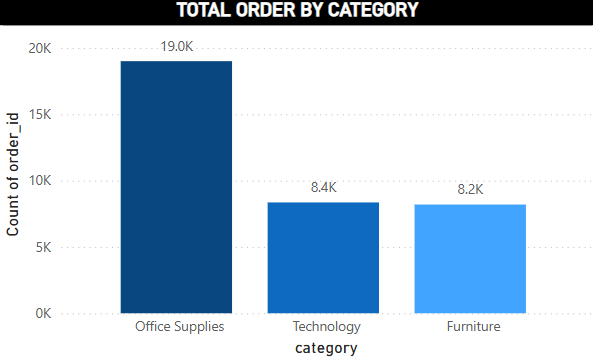 TOTAL ORDER BY CATEGORY
20K
15K
10K
5K
0K
Count of order_id
19.0K
8.4K
8.2K
Office Supplies
Technology
Furniture
category